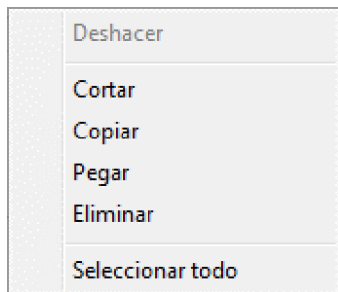 Deshacer
Cortar
Copiar
Pegar
Eliminar
Seleccionar todo